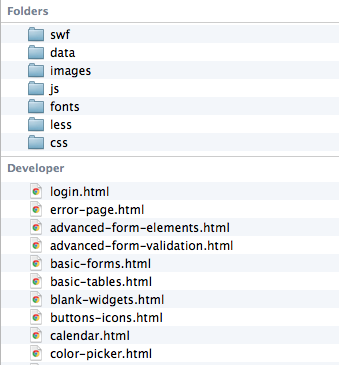 Folders
swf
data
images
js
fonts
less
css
Developer
login.html
error-page.html
advanced-form-elements.html
advanced-form-validation.html
basic-forms.html
basic-tables.html
blank-widgets.html
buttons-icons.html
calendar.html
color-picker.html